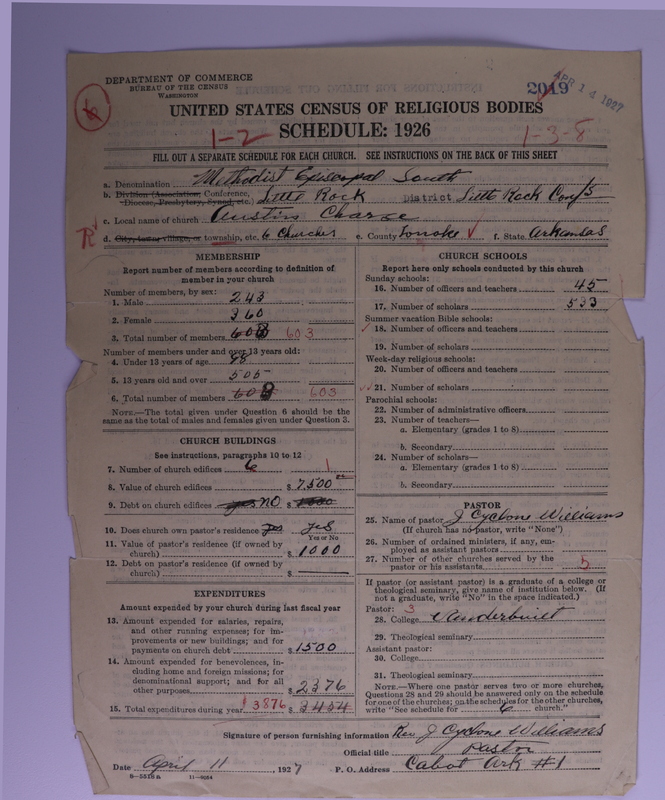 DEPARTMENT OF COMMERCE
BUREAU OF THE CENSUS
WASHINGTON
2019
APR 14 1927
UNITED STATES CENSUS OF RELIGIOUS BODIES
1-2 SCHEDULE: 1926 1-3-8
FILL OUT A SEPARATE SCHEDULE FOR EACH CHURCH. SEE INSTRUCTIONS ON THE BACK OF THIS SHEET
a. Denomination Methodist Episcopal South
b. Division (Association, Conference, Diocese, Presbytery, Synod, etc.) Little Rock District Little Rock Conf's
c. Local name of church Austin Charge
R d. City, town, village, or township, etc. 6 Churches e. County Lonoke f. State Arkansas
MEMBERSHIP
Report number of members according to definition of
member in your church
Number of members, by sex:
1. Male 243
2. Female 360
3. Total number of members 603 603
Number of members under and over 13 years old:
4. Under 13 years of age 98
5. 13 years old and over 505
6. Total number of members 603 603
NOTE.—The total given under Question 6 should be the
same as the total of males and females given under Question 3.
CHURCH BUILDINGS
See instructions, paragraphs 10 to 12
7. Number of church edifices 6 1
8. Value of church edifices $ 7500 00
9. Debt on church edifices yes no $
10. Does church own pastor's residence? yes yes
Yes or No
11. Value of pastor's residence (if owned by
church) $ 1000
12. Debt on pastor's residence (if owned by
church) $
EXPENDITURES
Amount expended by your church during last fiscal year
13. Amount expended for salaries, repairs,
and other running expenses; for im-
provements or new buildings; and for
payments on church debt $ 1500
14. Amount expended for benevolences, in-
cluding home and foreign missions; for
denominational support; and for all
other purposes $ 2376
15. Total expenditures during year $ 3876 $ 3454
CHURCH SCHOOLS
Report here only schools conducted by this church
Sunday schools:
16. Number of officers and teachers 45
17. Number of scholars 533
Summer vacation Bible schools:
18. Number of officers and teachers
19. Number of scholars
Week-day religious schools:
20. Number of officers and teachers
21. Number of scholars
Parochial schools:
22. Number of administrative officers
23. Number of teachers—
a. Elementary (grades 1 to 8)
b. Secondary
24. Number of scholars—
a. Elementary (grades 1 to 8)
b. Secondary
PASTOR
25. Name of pastor J Cyclone Williams
(If church has no pastor, write "None")
26. Number of ordained ministers, if any, em-
ployed as assistant pastors
27. Number of other churches served by the
pastor or his assistants 5
If pastor (or assistant pastor) is a graduate of a college or
theological seminary, give name of institution below. (If
not a graduate, write "No" in the space indicated.)
Pastor: 3
28. College Vanderbuilt
29. Theological seminary
Assistant pastor:
30. College
31. Theological seminary
NOTE.—Where one pastor serves two or more churches,
Questions 28 and 29 should be answered only on the schedule
for one of the churches; on the schedules for the other churches,
write "See schedule for 6 church."
Signature of person furnishing information Rev J Cyclone Williams
Official title Pastor
Date April 11, 1927 P. O. Address Cabot Ark #1
8-551Ba 11-9084